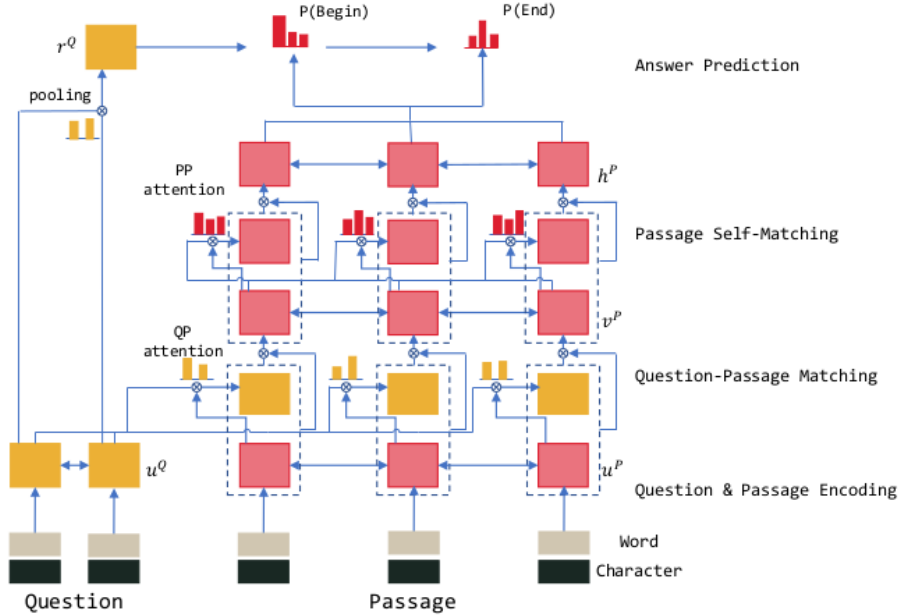 P(Begin)
P(End)
r^Q
pooling
Answer Prediction
PP
attention
h^P
Passage Self-Matching
v^P
QP
attention
Question-Passage Matching
u^Q
u^P
Question & Passage Encoding
Word
Character
Question
Passage